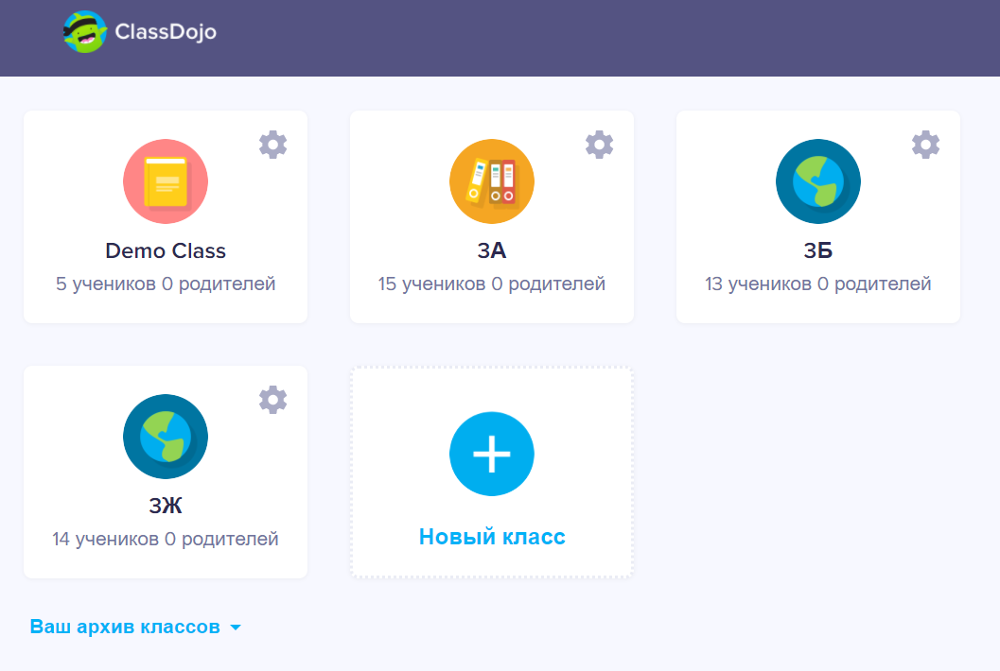 ClassDojo
Demo Class
5 учеников 0 родителей
3А
15 учеников 0 родителей
3Б
13 учеников 0 родителей
3Ж
14 учеников 0 родителей
Новый класс
Ваш архив классов